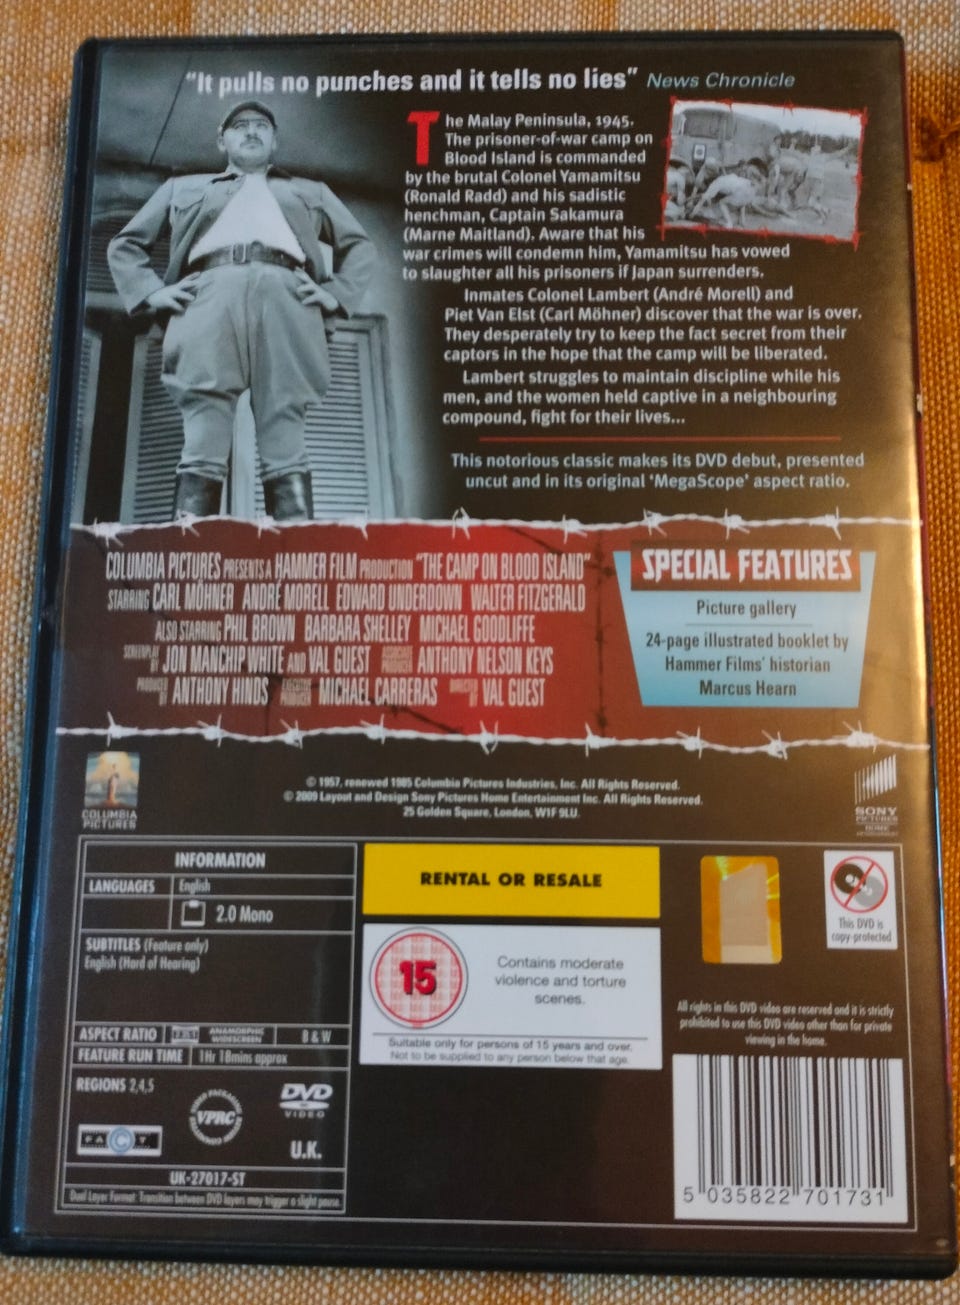 "It pulls no punches and it tells no lies" News Chronicle
The Malay Peninsula, 1945.
The prisoner-of-war camp on
Blood Island is commanded
by the brutal Colonel Yamamitsu
(Ronald Radd) and his sadistic
henchman, Captain Sakamura
(Marne Maitland). Aware that his
war crimes will condemn him, Yamamitsu has vowed
to slaughter all his prisoners if Japan surrenders.
Inmates Colonel Lambert (André Morell) and
Piet Van Elst (Carl Möhner) discover that the war is over.
They desperately try to keep the fact secret from their
captors in the hope that the camp will be liberated.
Lambert struggles to maintain discipline while his
men, and the women held captive in a neighbouring
compound, fight for their lives...
This notorious classic makes its DVD debut, presented
uncut and in its original 'MegaScope' aspect ratio.
COLUMBIA PICTURES PRESENTS A HAMMER FILM PRODUCTION "THE CAMP ON BLOOD ISLAND"
STARRING CARL MÖHNER ANDRÉ MORELL EDWARD UNDERDOWN WALTER FITZGERALD
ALSO STARRING PHIL BROWN BARBARA SHELLEY MICHAEL GOODLIFFE
SCREENPLAY BY JON MANCHIP WHITE AND VAL GUEST ASSOCIATE PRODUCER ANTHONY NELSON KEYS
PRODUCED BY ANTHONY HINDS EXECUTIVE PRODUCER MICHAEL CARRERAS DIRECTED BY VAL GUEST
SPECIAL FEATURES
Picture gallery
24-page illustrated booklet by
Hammer Films' historian
Marcus Hearn
COLUMBIA
PICTURES
© 1957, renewed 1985 Columbia Pictures Industries, Inc. All Rights Reserved.
© 2009 Layout and Design Sony Pictures Home Entertainment Inc. All Rights Reserved.
25 Golden Square, London, W1F 9LU.
SONY
PICTURES
HOME
INFORMATION
LANGUAGES English
2.0 Mono
SUBTITLES (Feature only)
English (Hard of Hearing)
ASPECT RATIO ANAMORPHIC WIDESCREEN B & W
FEATURE RUN TIME 1Hr 18mins approx
REGIONS 2,4,5
VPRC
DVD
VIDEO
FACT
U.K.
UK-27017-ST
Dual Layer Format: Transition between DVD layers may trigger a slight pause
RENTAL OR RESALE
15
Contains moderate
violence and torture
scenes.
Suitable only for persons of 15 years and over.
Not to be supplied to any person below that age.
This DVD is
copy-protected
All rights in this DVD video are reserved and it is strictly
prohibited to use this DVD video other than for private
viewing in the home.
5 035822 701731